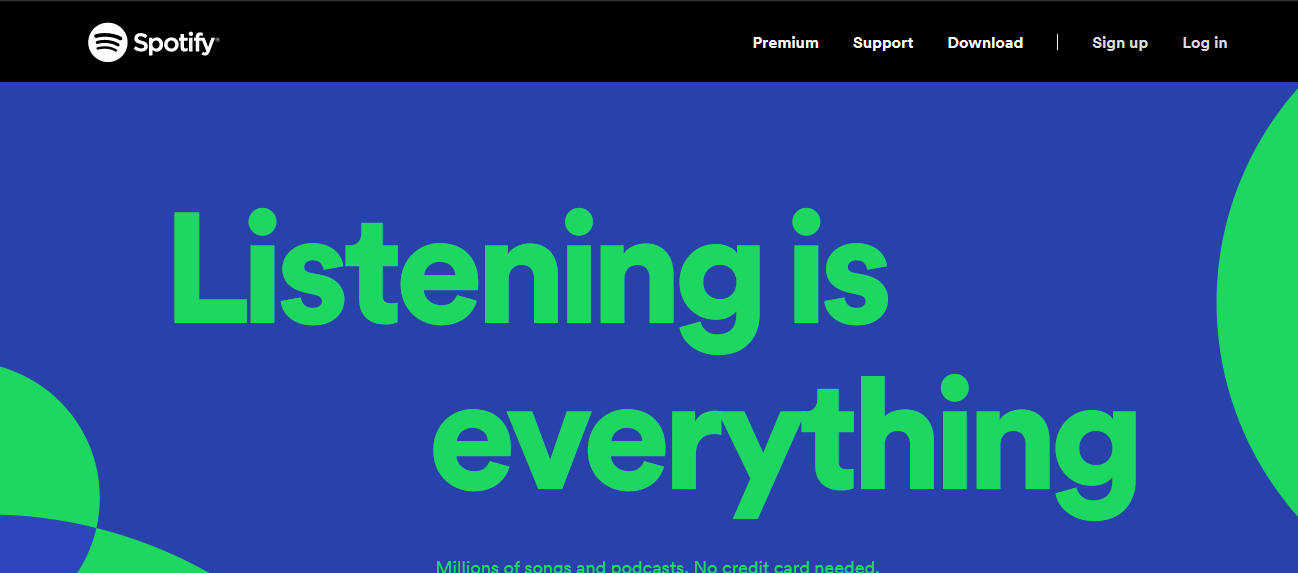 Spotify®
Premium Support Download | Sign up Log in
Listening is
everything
Millions of songs and podcasts. No credit card needed.